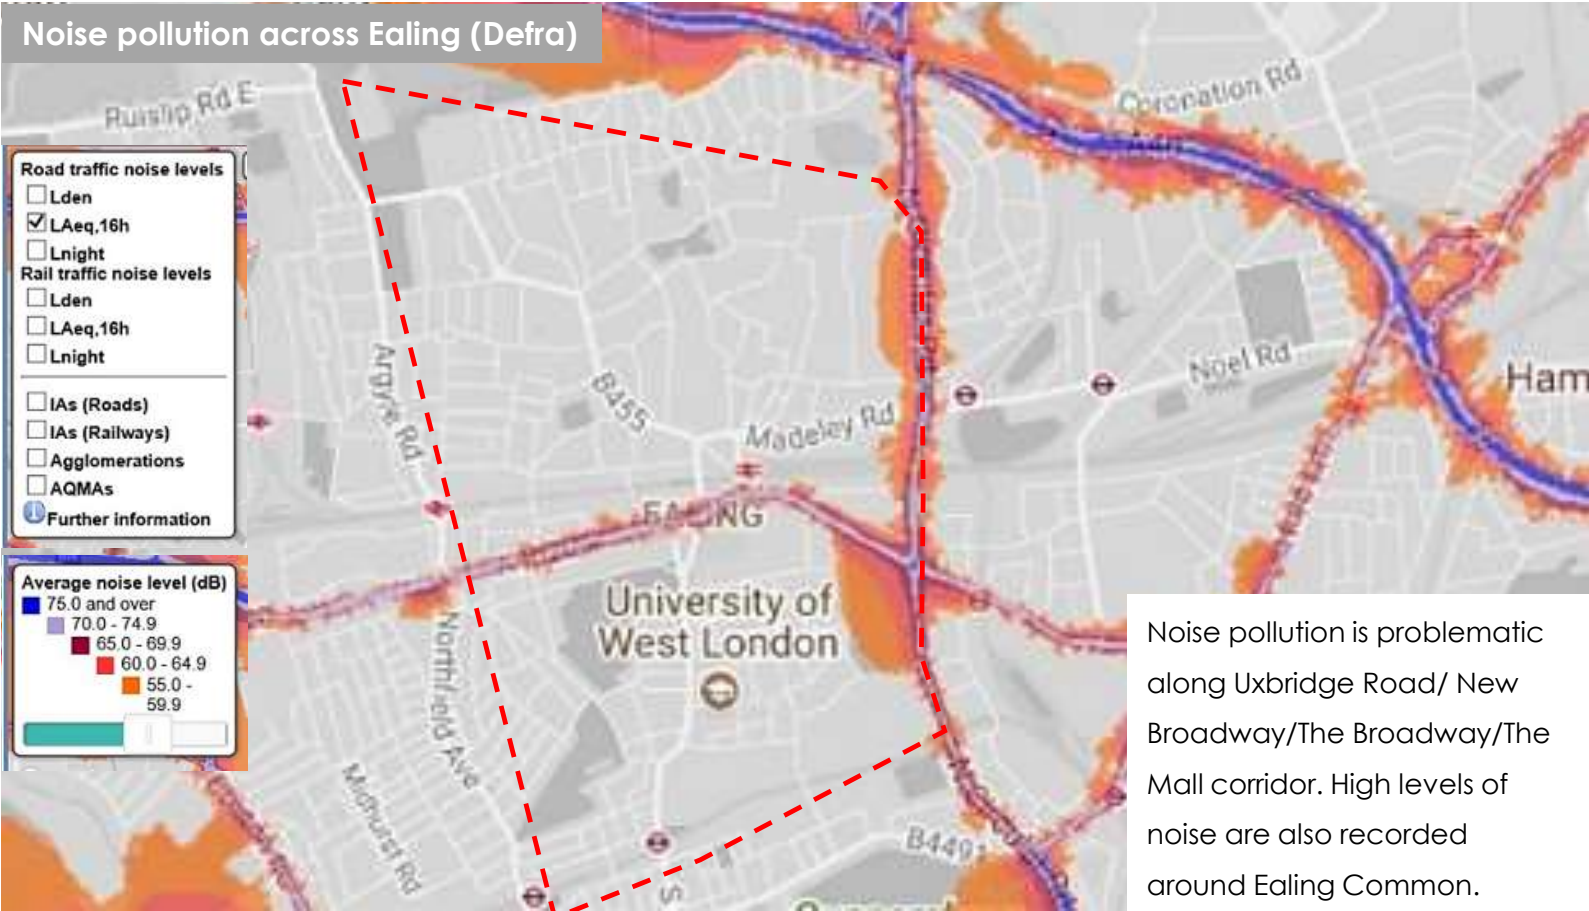 Noise pollution across Ealing (Defra)
Ruislip Rd E
Coronation Rd
Road traffic noise levels
Lden
LAeq,16h
Lnight
Rail traffic noise levels
Lden
LAeq,16h
Lnight
IAs (Roads)
IAs (Railways)
Agglomerations
AQMAs
Further information
Average noise level (dB)
75.0 and over
70.0 - 74.9
65.0 - 69.9
60.0 - 64.9
55.0 -
59.9
Argyle Rd
B455
Madeley Rd
Noel Rd
Ham
EALING
University of
West London
Northfield Ave
Midhurst Rd
B4491
S
Noise pollution is problematic
along Uxbridge Road/ New
Broadway/The Broadway/The
Mall corridor. High levels of
noise are also recorded
around Ealing Common.